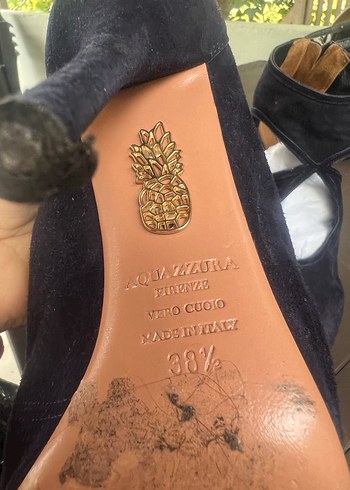 AQUAZZURA
FIRENZE
VERO CUOIO
MADE IN ITALY
38½